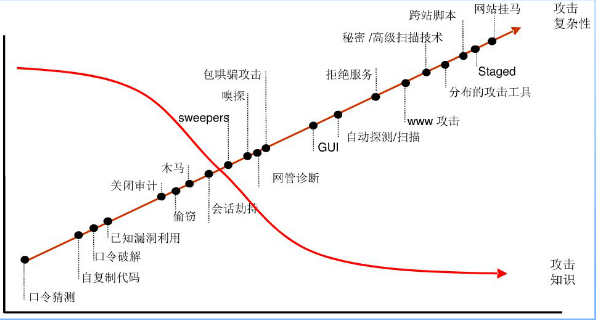 网站挂马
攻击
复杂性
跨站脚本
秘密/高级扫描技术
包哄骗攻击
拒绝服务
Staged
嗅探
分布的攻击工具
sweepers
www 攻击
自动探测/扫描
GUI
木马
网管诊断
关闭审计
偷窃
会话劫持
已知漏洞利用
口令破解
自复制代码
口令猜测
攻击
知识